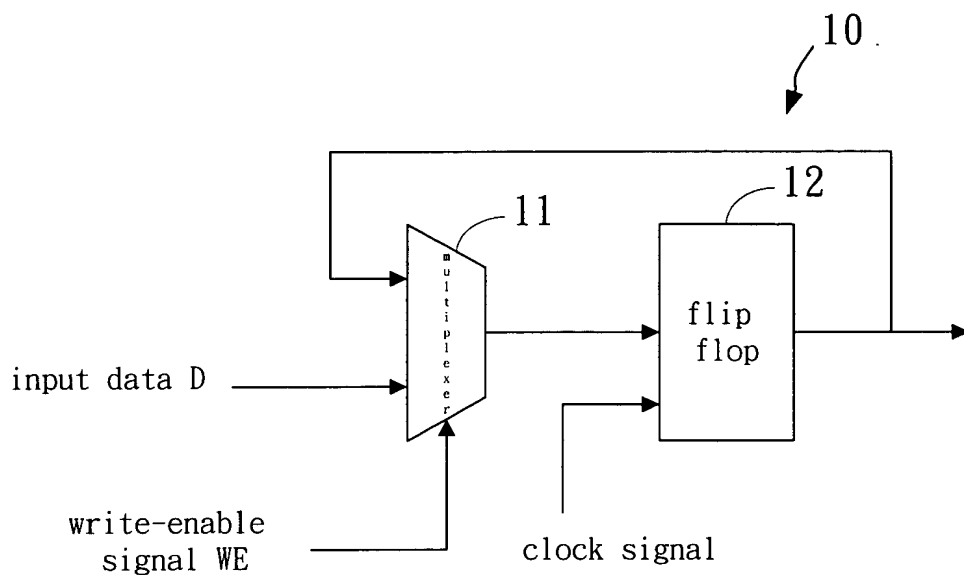 10
12
11
multiplexer
flip
flop
input data D
write-enable
signal WE
clock signal